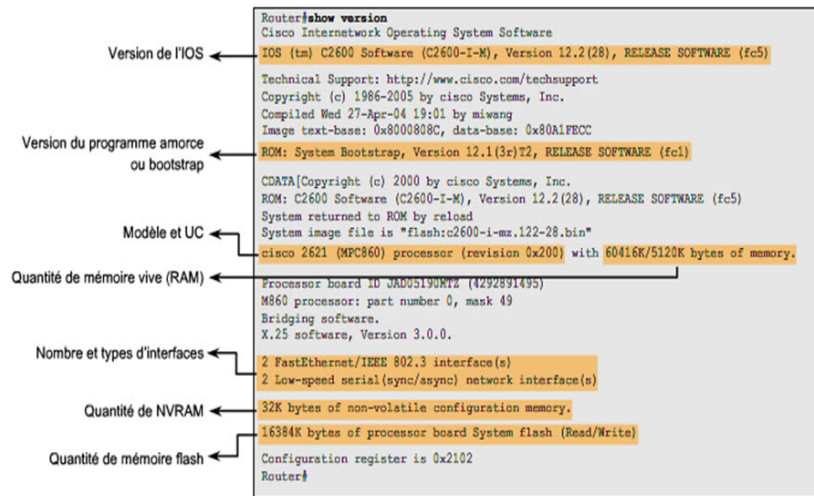 Router#show version
Cisco Internetwork Operating System Software
Version de l'IOS
IOS (tm) C2600 Software (C2600-I-M), Version 12.2(28), RELEASE SOFTWARE (fc5)
Technical Support: http://www.cisco.com/techsupport
Copyright (c) 1986-2005 by cisco Systems, Inc.
Compiled Wed 27-Apr-04 19:01 by miwang
Image text-base: 0x8000808C, data-base: 0x80A1FECC
Version du programme amorce
ou bootstrap
ROM: System Bootstrap, Version 12.1(3r)T2, RELEASE SOFTWARE (fc1)
CDATA[Copyright (c) 2000 by cisco Systems, Inc.
ROM: C2600 Software (C2600-I-M), Version 12.2(28), RELEASE SOFTWARE (fc5)
System returned to ROM by reload
System image file is "flash:c2600-i-mz.122-28.bin"
Modèle et UC
cisco 2621 (MPC860) processor (revision 0x200) with 60416K/5120K bytes of memory.
Quantité de mémoire vive (RAM)
Processor board ID JAD05190MTZ (4292891495)
M860 processor: part number 0, mask 49
Bridging software.
X.25 software, Version 3.0.0.
Nombre et types d'interfaces
2 FastEthernet/IEEE 802.3 interface(s)
2 Low-speed serial(sync/async) network interface(s)
Quantité de NVRAM
32K bytes of non-volatile configuration memory.
16384K bytes of processor board System flash (Read/Write)
Quantité de mémoire flash
Configuration register is 0x2102
Router#